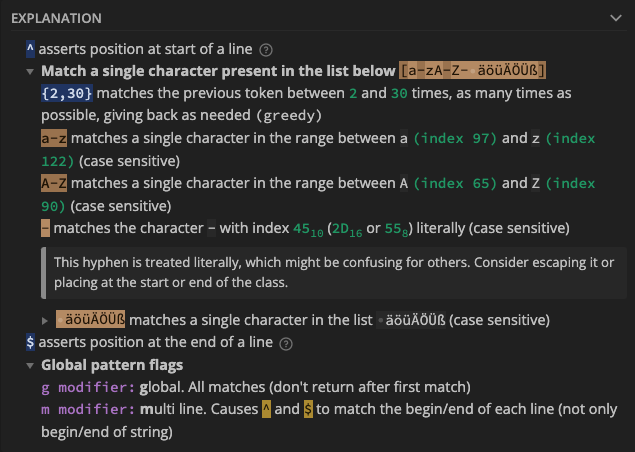 EXPLANATION
^ asserts position at start of a line
Match a single character present in the list below [a-zA-Z- äöüÄÖÜß]
{2,30} matches the previous token between 2 and 30 times, as many times as
possible, giving back as needed (greedy)
a-z matches a single character in the range between a (index 97) and z (index
122) (case sensitive)
A-Z matches a single character in the range between A (index 65) and Z (index
90) (case sensitive)
- matches the character - with index 45₁₀ (2D₁₆ or 55₈) literally (case sensitive)
This hyphen is treated literally, which might be confusing for others. Consider escaping it or
placing at the start or end of the class.
 äöüÄÖÜß matches a single character in the list  äöüÄÖÜß (case sensitive)
$ asserts position at the end of a line
Global pattern flags
g modifier: global. All matches (don't return after first match)
m modifier: multi line. Causes ^ and $ to match the begin/end of each line (not only
begin/end of string)